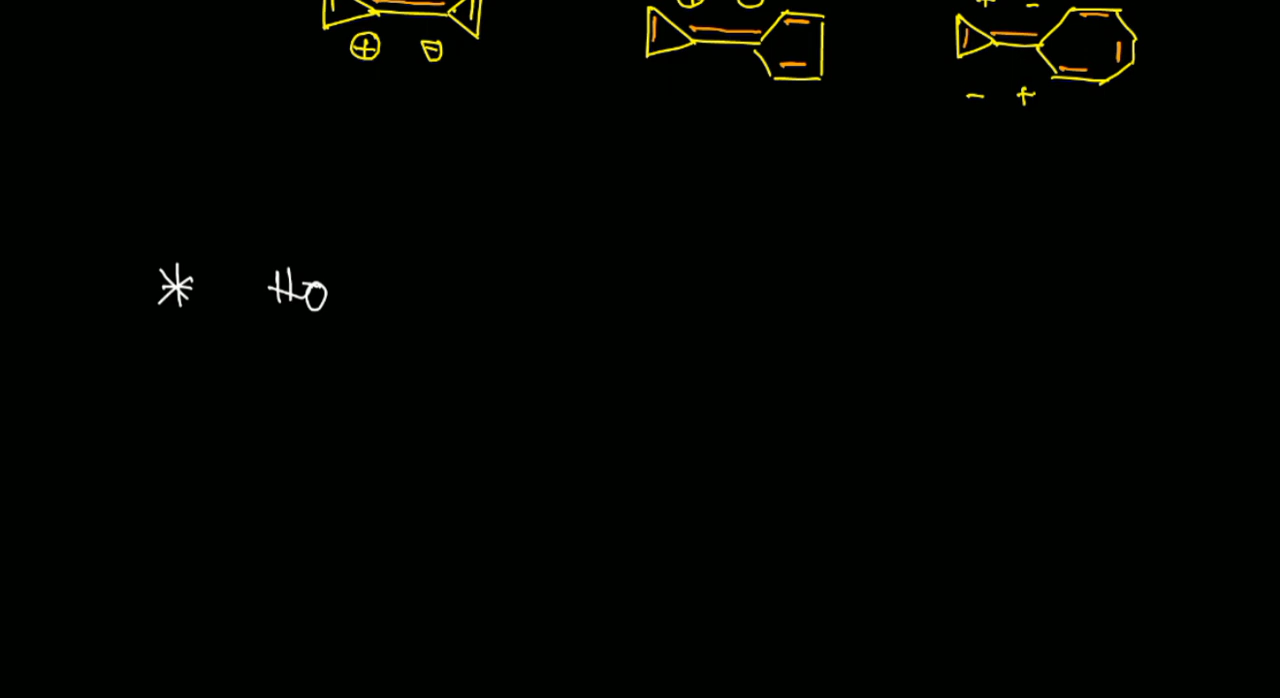 ⊕ ⊖ + -
⊕ ⊖ - +
* Ho